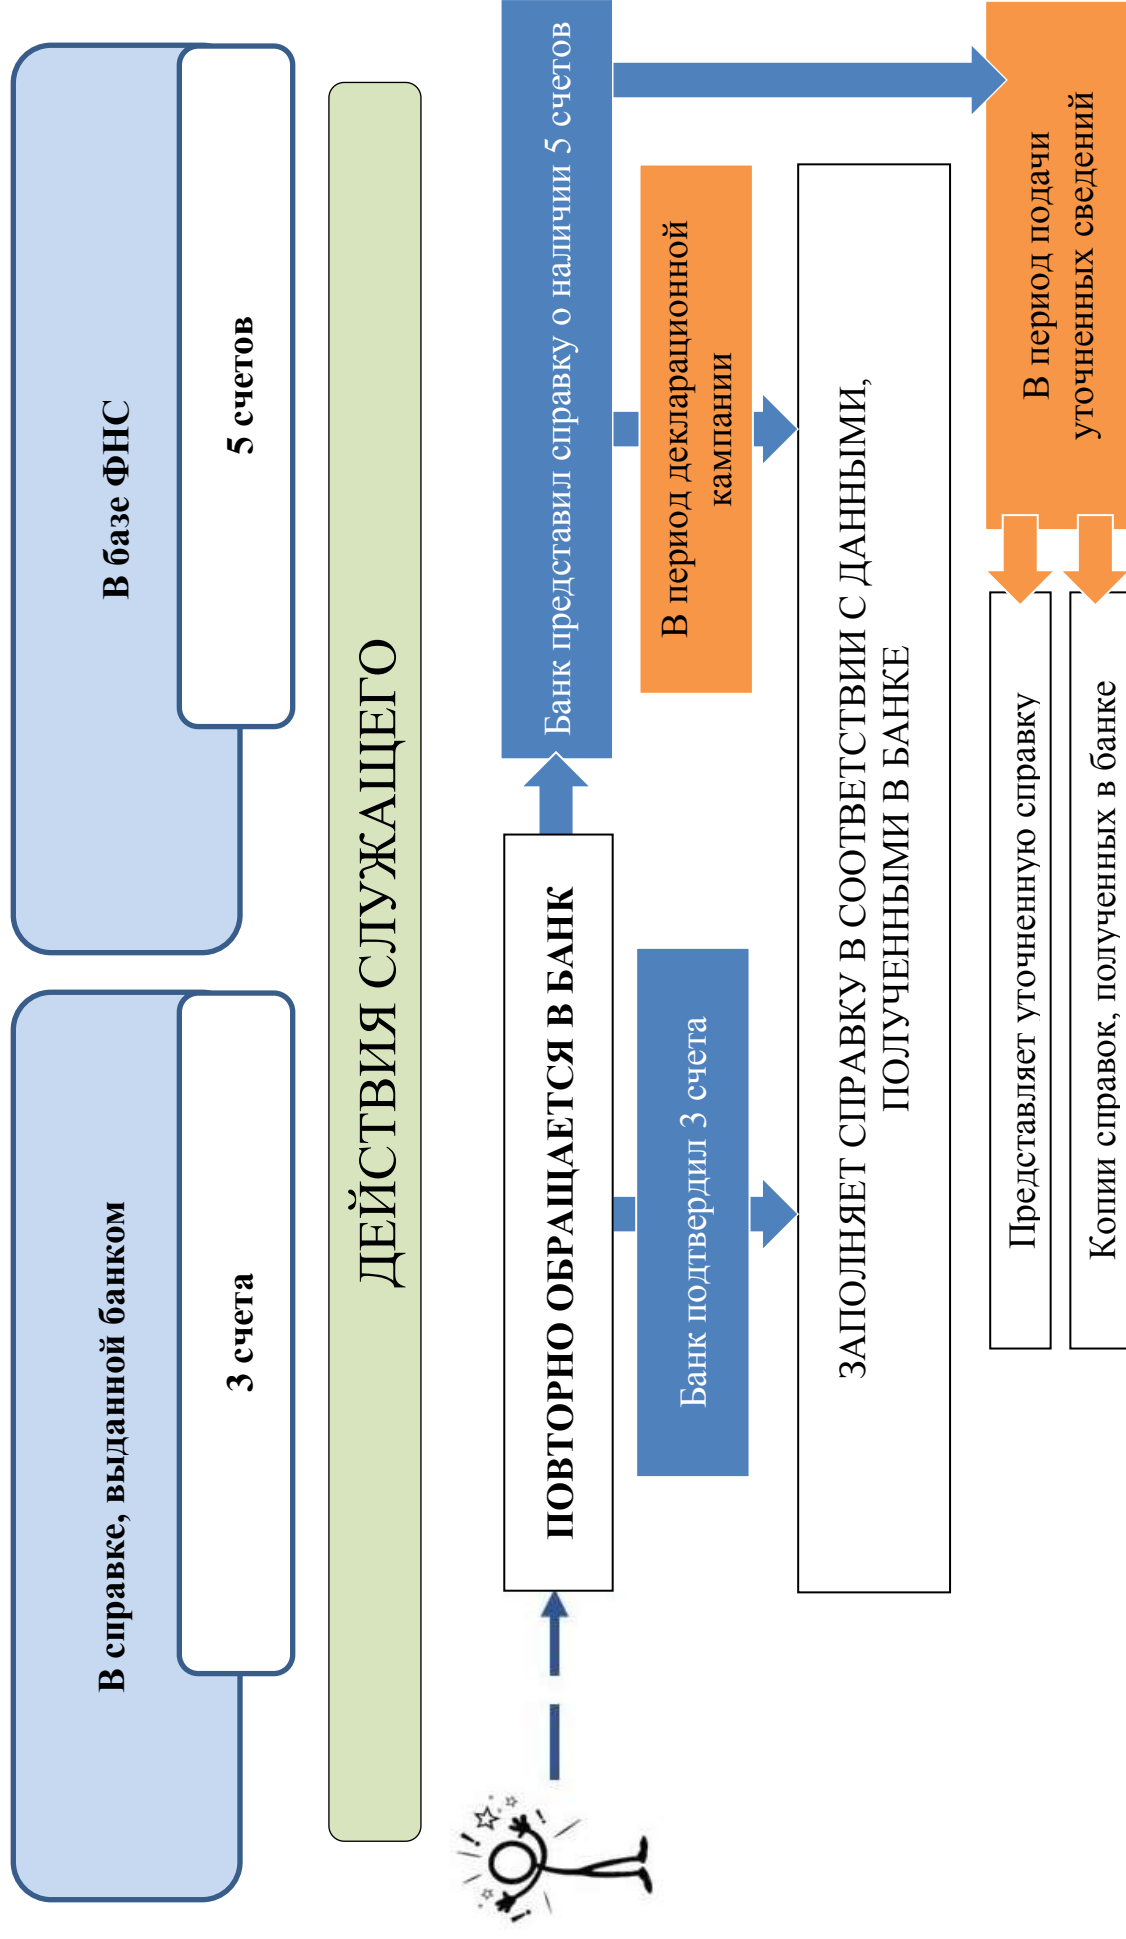 В справке, выданной банком
3 счета
В базе ФНС
5 счетов
ДЕЙСТВИЯ СЛУЖАЩЕГО
ПОВТОРНО ОБРАЩАЕТСЯ В БАНК
Банк представил справку о наличии 5 счетов
Банк подтвердил 3 счета
В период декларационной
кампании
ЗАПОЛНЯЕТ СПРАВКУ В СООТВЕТСТВИИ С ДАННЫМИ,
ПОЛУЧЕННЫМИ В БАНКЕ
В период подачи
уточненных сведений
Представляет уточненную справку
Копии справок, полученных в банке